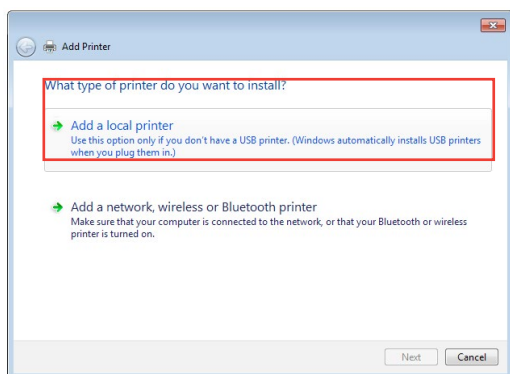 Add Printer
What type of printer do you want to install?
Add a local printer
Use this option only if you don't have a USB printer. (Windows automatically installs USB printers
when you plug them in.)
Add a network, wireless or Bluetooth printer
Make sure that your computer is connected to the network, or that your Bluetooth or wireless
printer is turned on.
Next Cancel